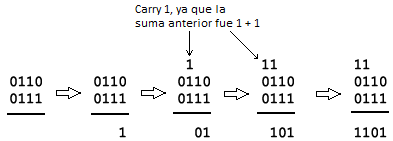 Carry 1, ya que la
suma anterior fue 1 + 1
1 11 11
0110 0110 0110 0110 0110
0111 0111 0111 0111 0111
1 01 101 1101